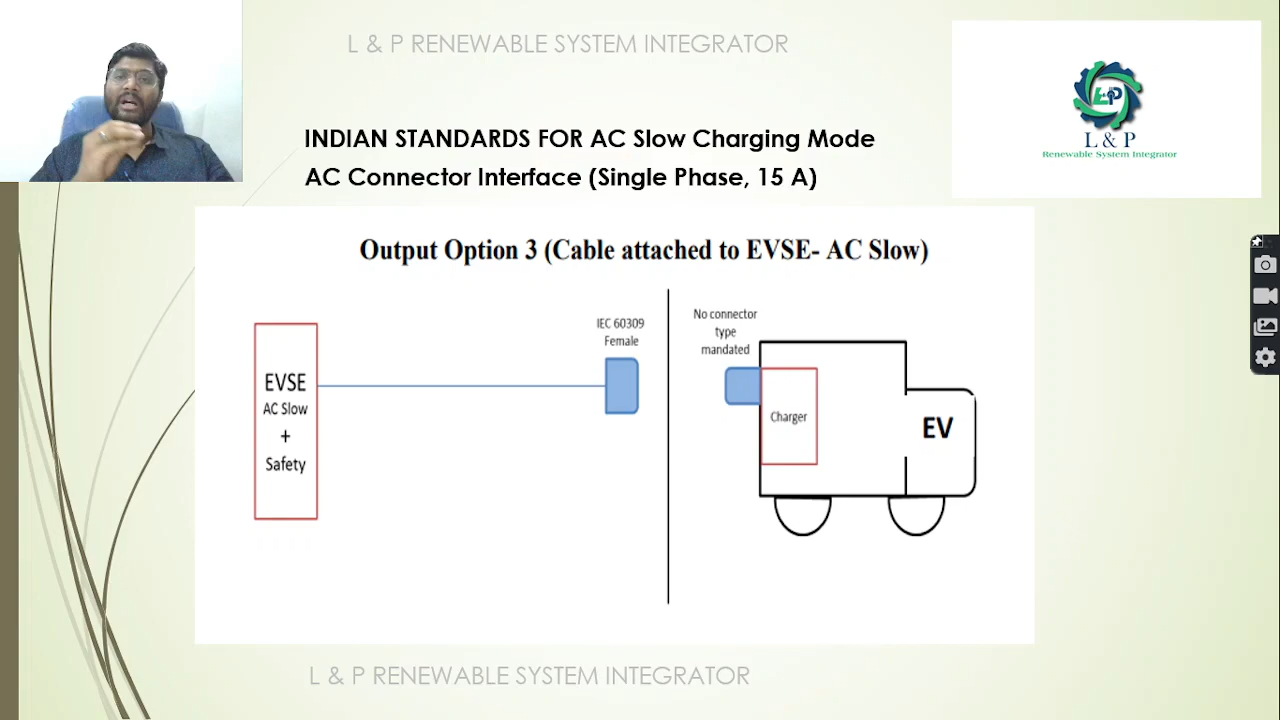 L & P RENEWABLE SYSTEM INTEGRATOR
L & P
Renewable System Integrator
INDIAN STANDARDS FOR AC Slow Charging Mode
AC Connector Interface (Single Phase, 15 A)
Output Option 3 (Cable attached to EVSE- AC Slow)
EVSE
AC Slow
+
Safety
IEC 60309
Female
No connector
type
mandated
Charger
EV
L & P RENEWABLE SYSTEM INTEGRATOR